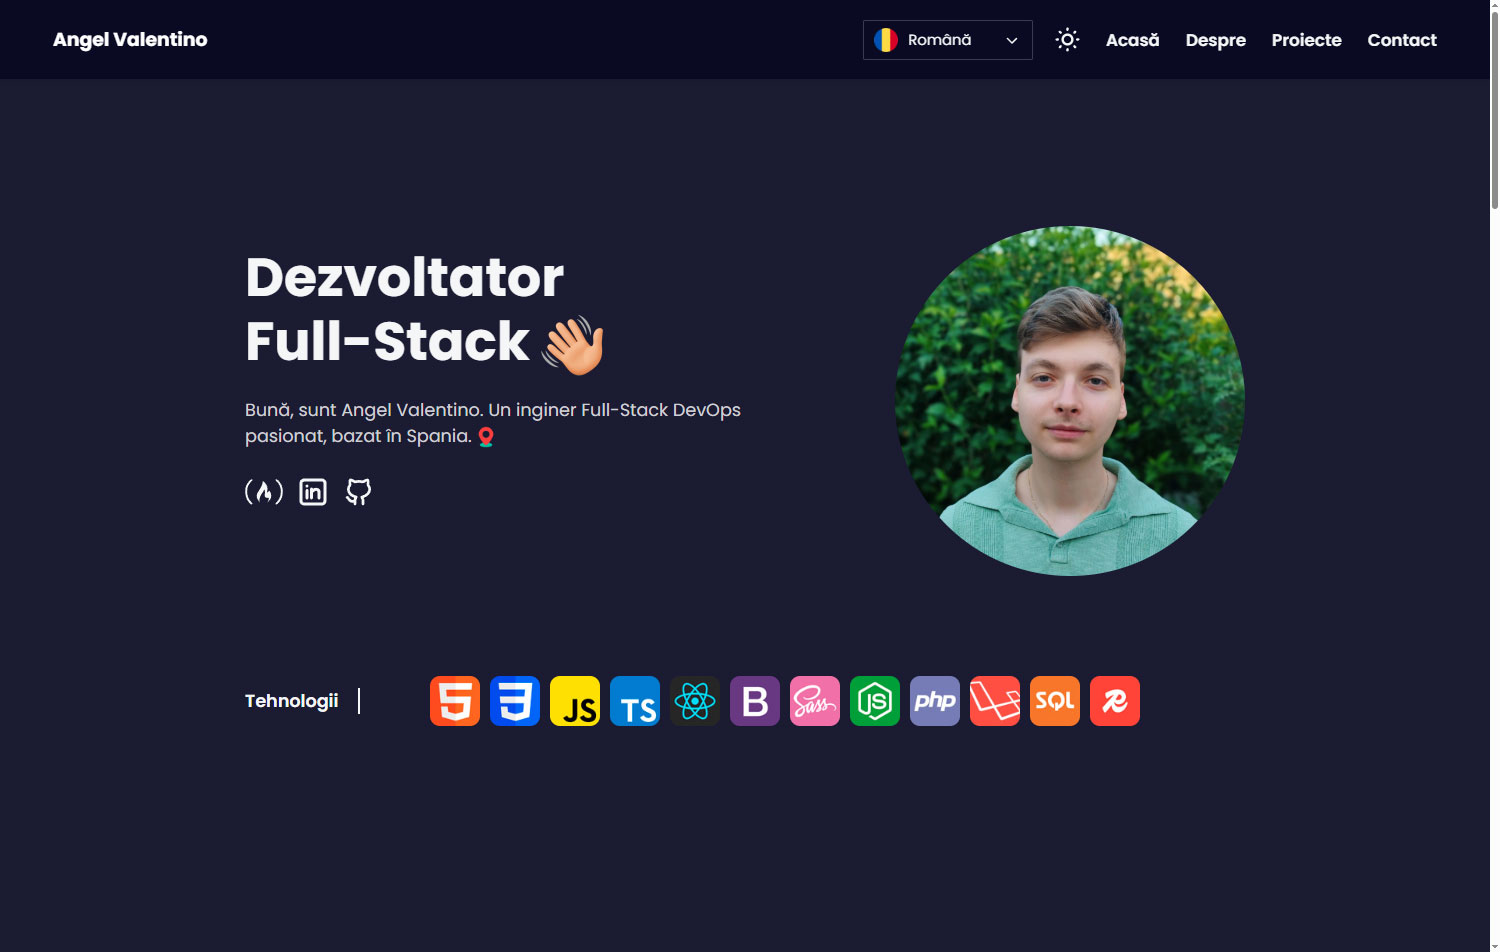 Angel Valentino
Română
Acasă
Despre
Proiecte
Contact
Dezvoltator
Full-Stack
Bună, sunt Angel Valentino. Un inginer Full-Stack DevOps
pasionat, bazat în Spania.
in
Tehnologii
5
3
JS
TS
B
Sass
JS
php
SQL
R